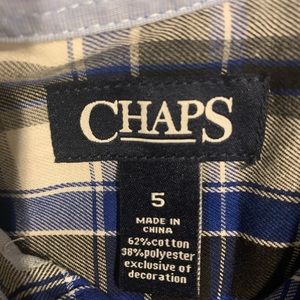 CHAPS
5
MADE IN
CHINA
62%cotton
38%polyester
exclusive of
decoration